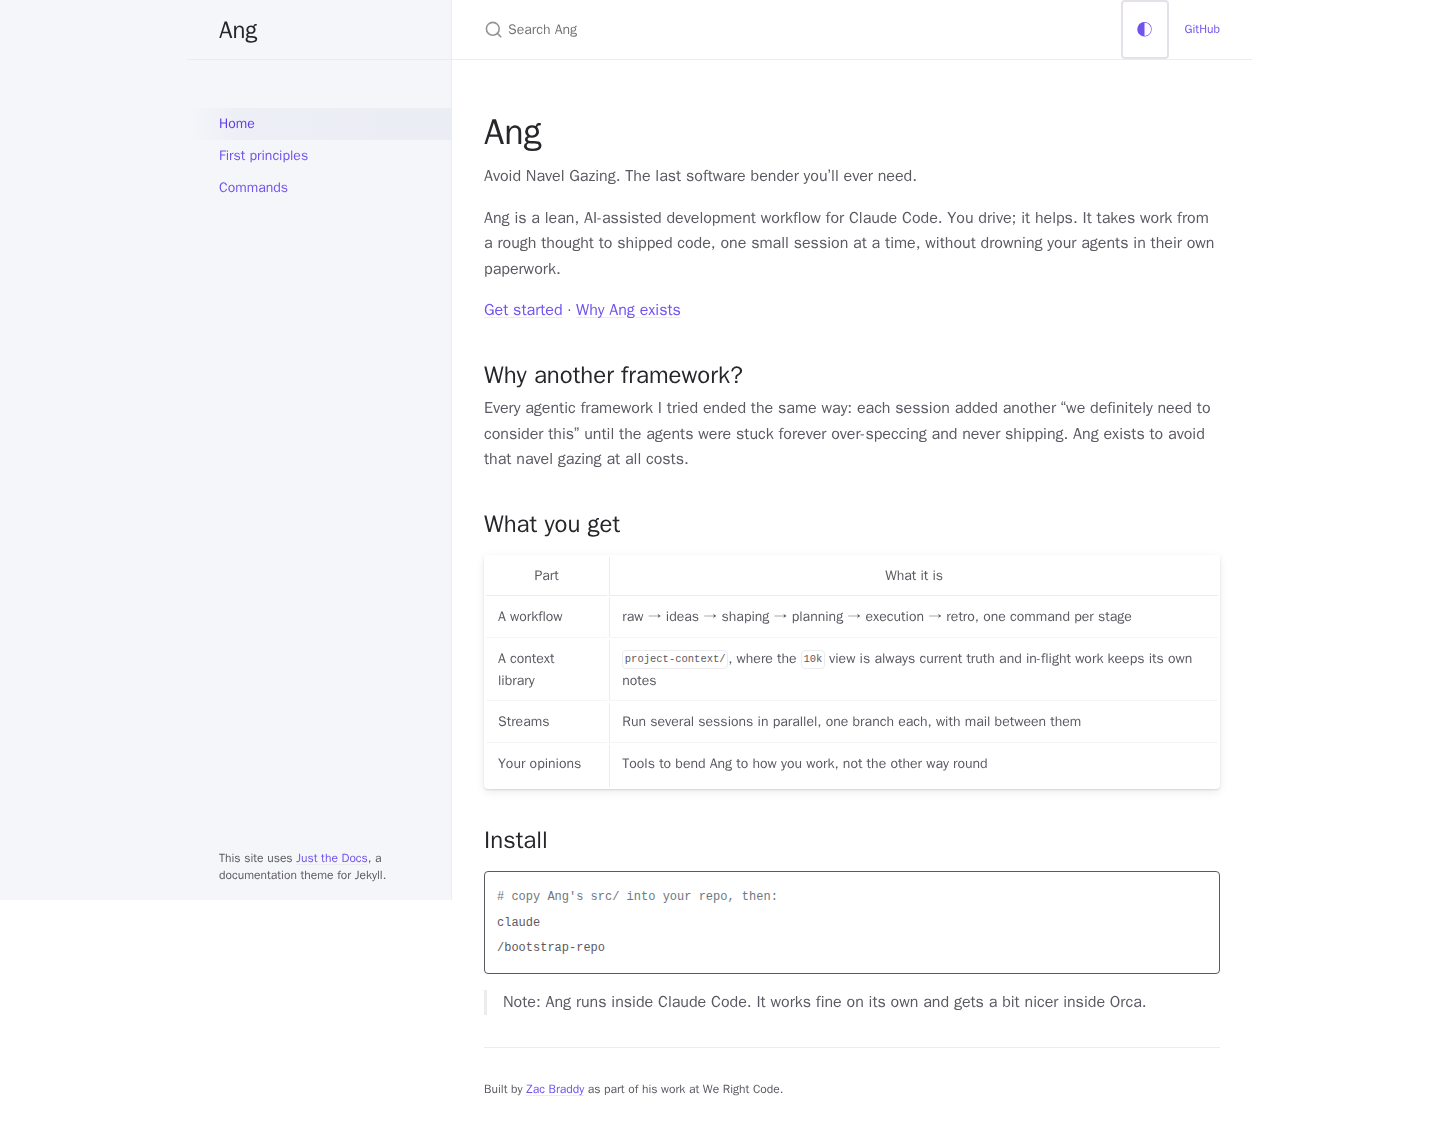 Ang
Search Ang
GitHub
Home
First principles
Commands
Ang
Avoid Navel Gazing. The last software bender you'll ever need.
Ang is a lean, AI-assisted development workflow for Claude Code. You drive; it helps. It takes work from
a rough thought to shipped code, one small session at a time, without drowning your agents in their own
paperwork.
Get started · Why Ang exists
Why another framework?
Every agentic framework I tried ended the same way: each session added another “we definitely need to
consider this” until the agents were stuck forever over-speccing and never shipping. Ang exists to avoid
that navel gazing at all costs.
What you get
Part What it is
A workflow raw → ideas → shaping → planning → execution → retro, one command per stage
A context project-context/, where the 10k view is always current truth and in-flight work keeps its own
library notes
Streams Run several sessions in parallel, one branch each, with mail between them
Your opinions Tools to bend Ang to how you work, not the other way round
Install
# copy Ang's src/ into your repo, then:
claude
/bootstrap-repo
Note: Ang runs inside Claude Code. It works fine on its own and gets a bit nicer inside Orca.
Built by Zac Braddy as part of his work at We Right Code.
This site uses Just the Docs, a
documentation theme for Jekyll.